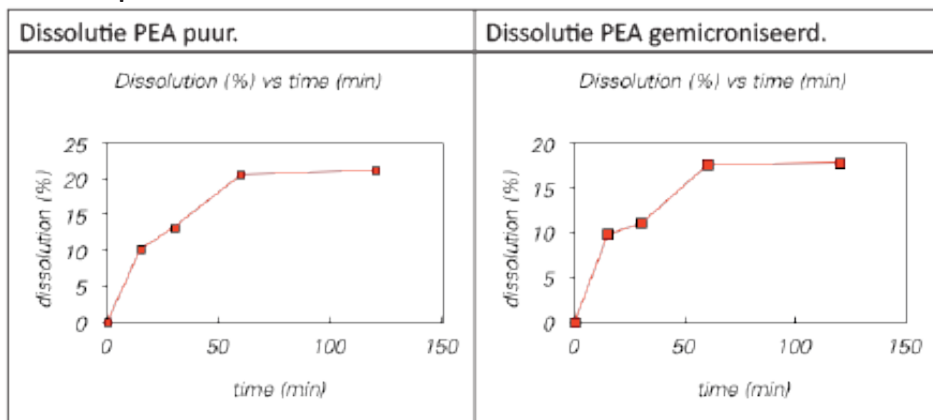 Dissolutie PEA puur.
Dissolution (%) vs time (min)
25
20
15
10
5
0
dissolution (%)
0 50 100 150
time (min)
Dissolutie PEA gemicroniseerd.
Dissolution (%) vs time (min)
20
15
10
5
0
dissolution (%)
0 50 100 150
time (min)